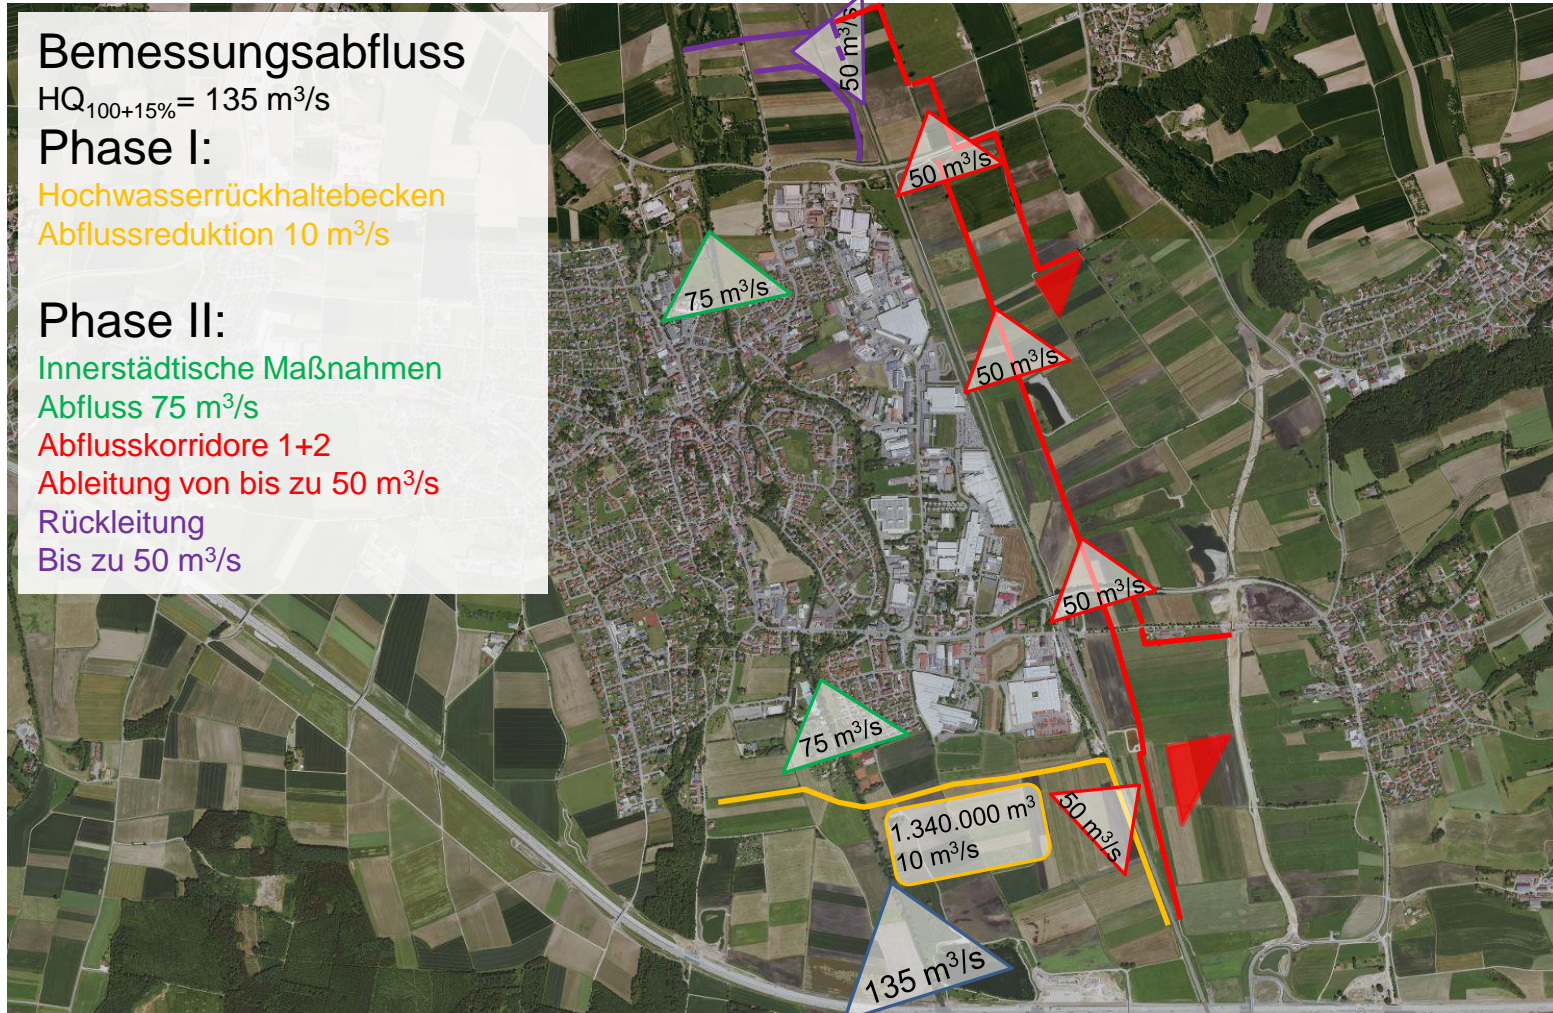 Bemessungsabfluss
HQ100+15%= 135 m³/s
Phase I:
Hochwasserrückhaltebecken
Abflussreduktion 10 m³/s
Phase II:
Innerstädtische Maßnahmen
Abfluss 75 m³/s
Abflusskorridore 1+2
Ableitung von bis zu 50 m³/s
Rückleitung
Bis zu 50 m³/s
50 m³/s
50 m³/s
75 m³/s
50 m³/s
50 m³/s
75 m³/s
50 m³/s
1.340.000 m³
10 m³/s
135 m³/s